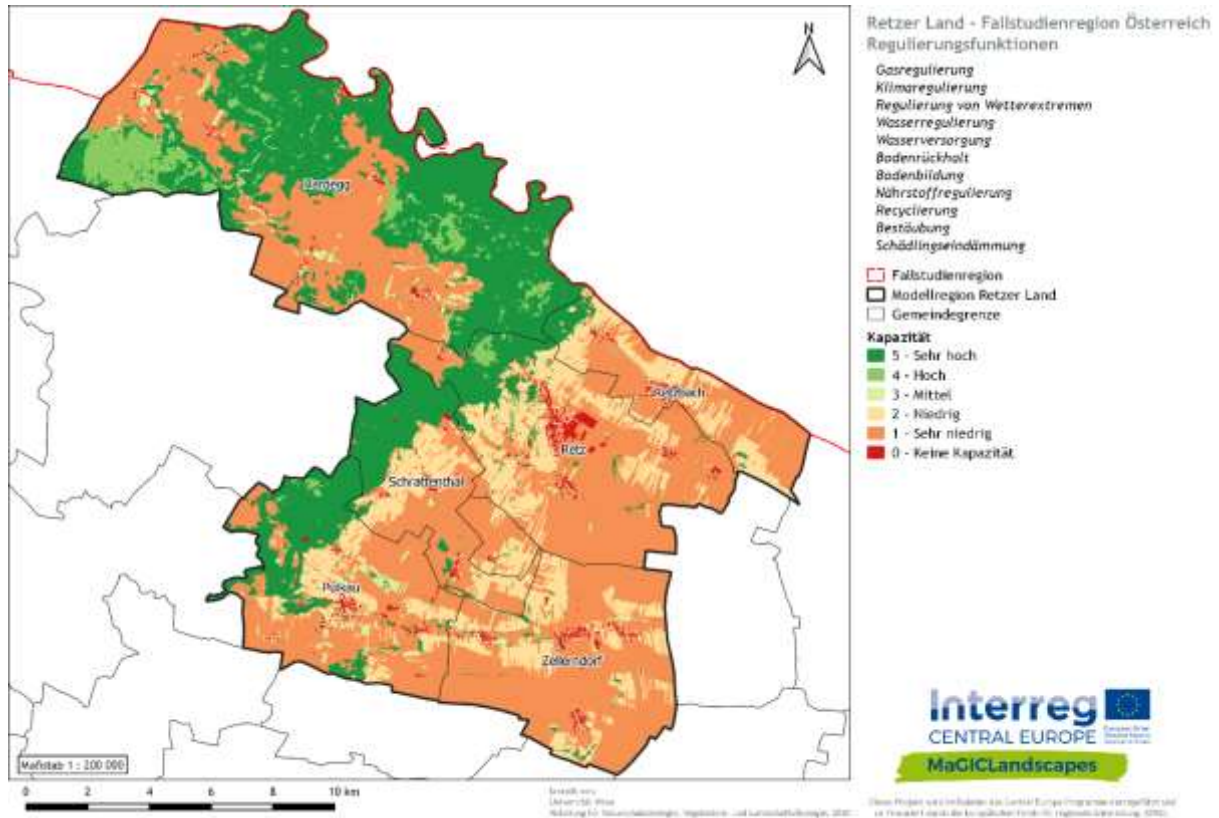 Retzer Land - Fallstudienregion Österreich
Regulierungsfunktionen
Gasregulierung
Klimaregulierung
Regulierung von Wetterextremen
Wasserregulierung
Wasserversorgung
Bodenrückhalt
Bodenbildung
Nährstoffregulierung
Recyclierung
Bestäubung
Schädlingseindämmung
Fallstudienregion
Modellregion Retzer Land
Gemeindegrenze
Kapazität
5 - Sehr hoch
4 - Hoch
3 - Mittel
2 - Niedrig
1 - Sehr niedrig
0 - Keine Kapazität
N
Hardegg
Retzbach
Retz
Schrattenthal
Pulkau
Zellerndorf
Maßstab 1 : 200 000
0 2 4 6 8 10 km
Interreg
CENTRAL EUROPE
MaGICLandscapes